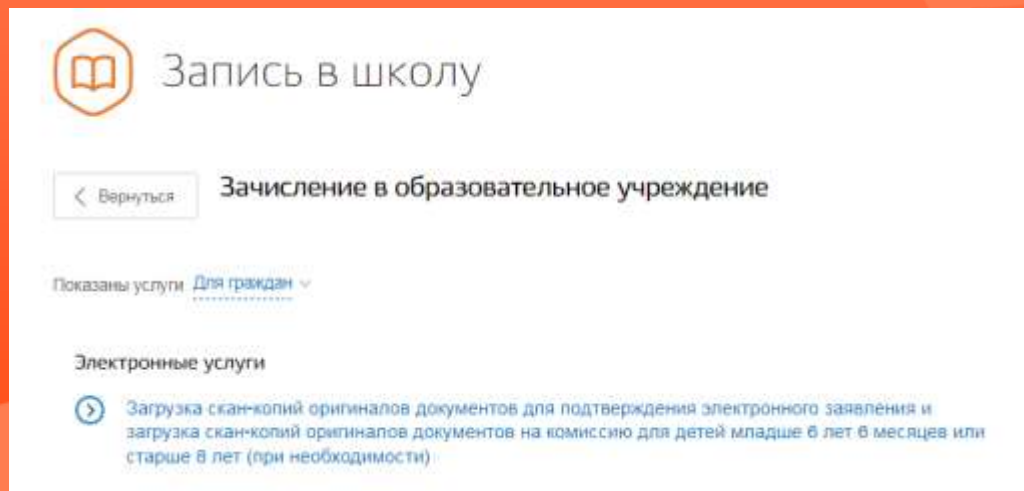 Запись в школу
Вернуться
Зачисление в образовательное учреждение
Показаны услуги Для граждан
Электронные услуги
Загрузка скан-копий оригиналов документов для подтверждения электронного заявления и
загрузка скан-копий оригиналов документов на комиссию для детей младше 6 лет 6 месяцев или
старше 8 лет (при необходимости)